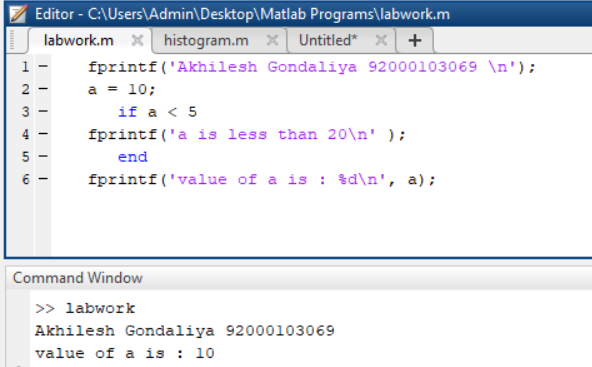 Editor - C:\Users\Admin\Desktop\Matlab Programs\labwork.m
labwork.m histogram.m Untitled* +
1 - fprintf('Akhilesh Gondaliya 92000103069 \n');
2 - a = 10;
3 - if a < 5
4 - fprintf('a is less than 20\n' );
5 - end
6 - fprintf('value of a is : %d\n', a);
Command Window
>> labwork
Akhilesh Gondaliya 92000103069
value of a is : 10